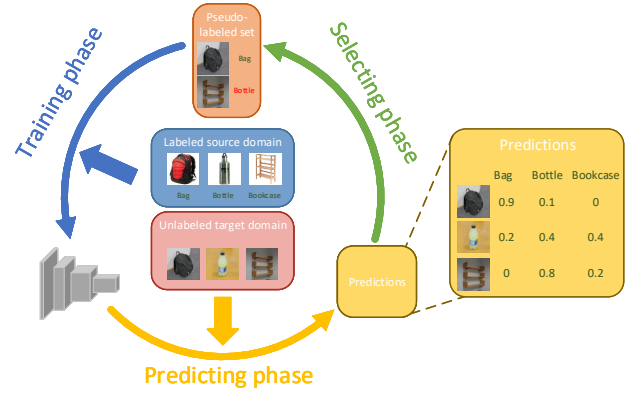 Pseudo-
labeled set
Bag
Bottle
Training phase
Selecting phase
Labeled source domain
Bag Bottle Bookcase
Unlabeled target domain
Predictions
Predicting phase
Predictions
Bag Bottle Bookcase
0.9 0.1 0
0.2 0.4 0.4
0 0.8 0.2